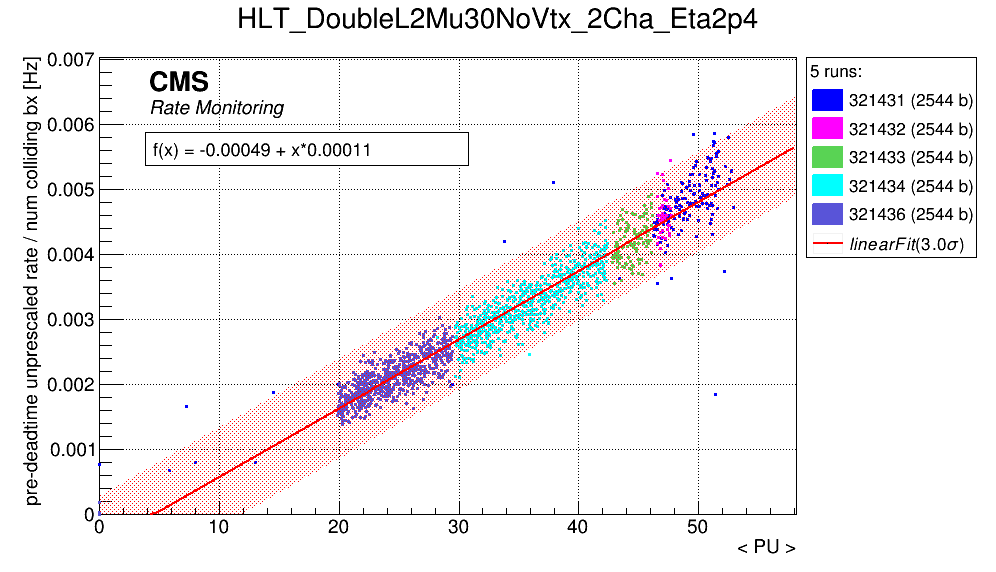 HLT_DoubleL2Mu30NoVtx_2Cha_Eta2p4
pre-deadtime unprescaled rate / num colliding bx [Hz]
0.007
0.006
0.005
0.004
0.003
0.002
0.001
0
CMS
Rate Monitoring
f(x) = -0.00049 + x*0.00011
0 10 20 30 40 50
< PU >
5 runs:
321431 (2544 b)
321432 (2544 b)
321433 (2544 b)
321434 (2544 b)
321436 (2544 b)
linearFit(3.0σ)